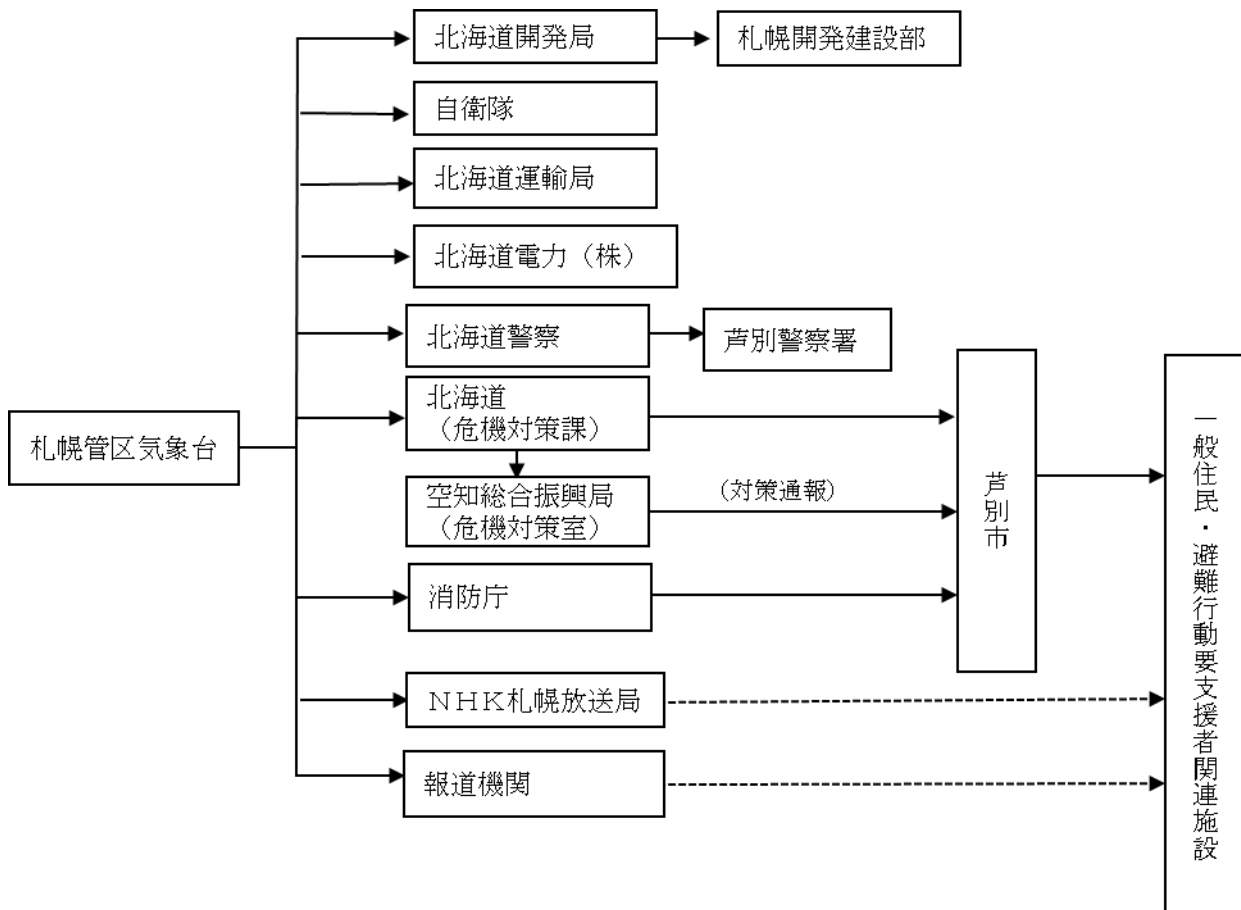 北海道開発局
札幌開発建設部
自衛隊
北海道運輸局
北海道電力（株）
北海道警察
芦別警察署
北海道
（危機対策課）
札幌管区気象台
空知総合振興局
（危機対策室）
（対策通報）
芦別市
消防庁
ＮＨＫ札幌放送局
報道機関
一般住民・避難行動要支援者関連施設